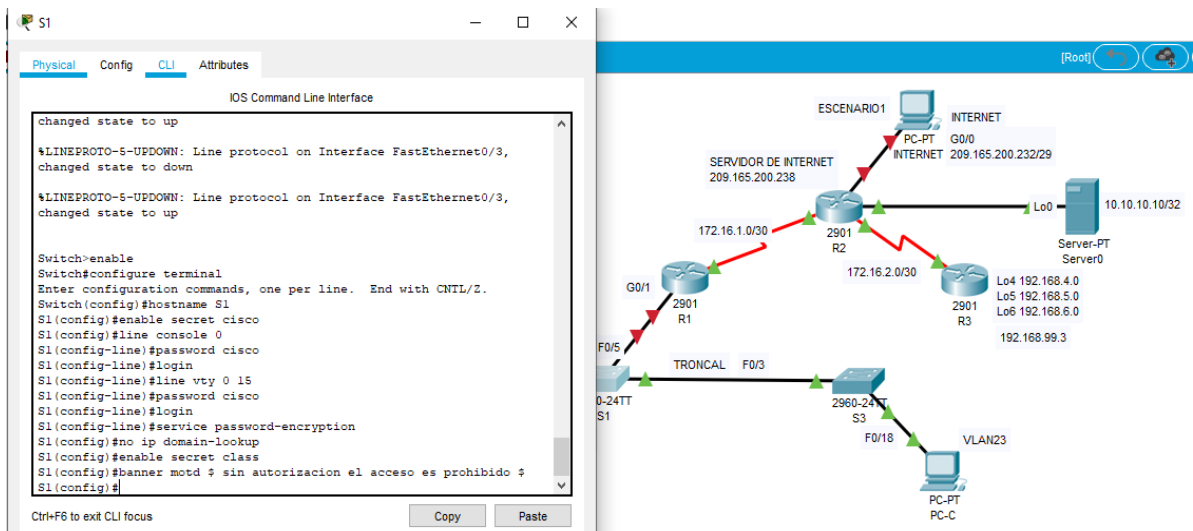 S1
Physical Config CLI Attributes
IOS Command Line Interface
changed state to up
%LINEPROTO-5-UPDOWN: Line protocol on Interface FastEthernet0/3,
changed state to down
%LINEPROTO-5-UPDOWN: Line protocol on Interface FastEthernet0/3,
changed state to up
Switch>enable
Switch#configure terminal
Enter configuration commands, one per line.  End with CNTL/Z.
Switch(config)#hostname S1
S1(config)#enable secret cisco
S1(config)#line console 0
S1(config-line)#password cisco
S1(config-line)#login
S1(config-line)#line vty 0 15
S1(config-line)#password cisco
S1(config-line)#login
S1(config-line)#service password-encryption
S1(config)#no ip domain-lookup
S1(config)#enable secret class
S1(config)#banner motd $ sin autorizacion el acceso es prohibido $
S1(config)#
Ctrl+F6 to exit CLI focus
Copy
Paste
[Root]
ESCENARIO1
INTERNET
PC-PT
INTERNET
G0/0
209.165.200.232/29
SERVIDOR DE INTERNET
209.165.200.238
Lo0
10.10.10.10/32
Server-PT
Server0
172.16.1.0/30
2901
R2
172.16.2.0/30
G0/1
2901
R1
2901
R3
Lo4 192.168.4.0
Lo5 192.168.5.0
Lo6 192.168.6.0
192.168.99.3
F0/5
TRONCAL
F0/3
0-24TT
S1
2960-24TT
S3
F0/18
VLAN23
PC-PT
PC-C